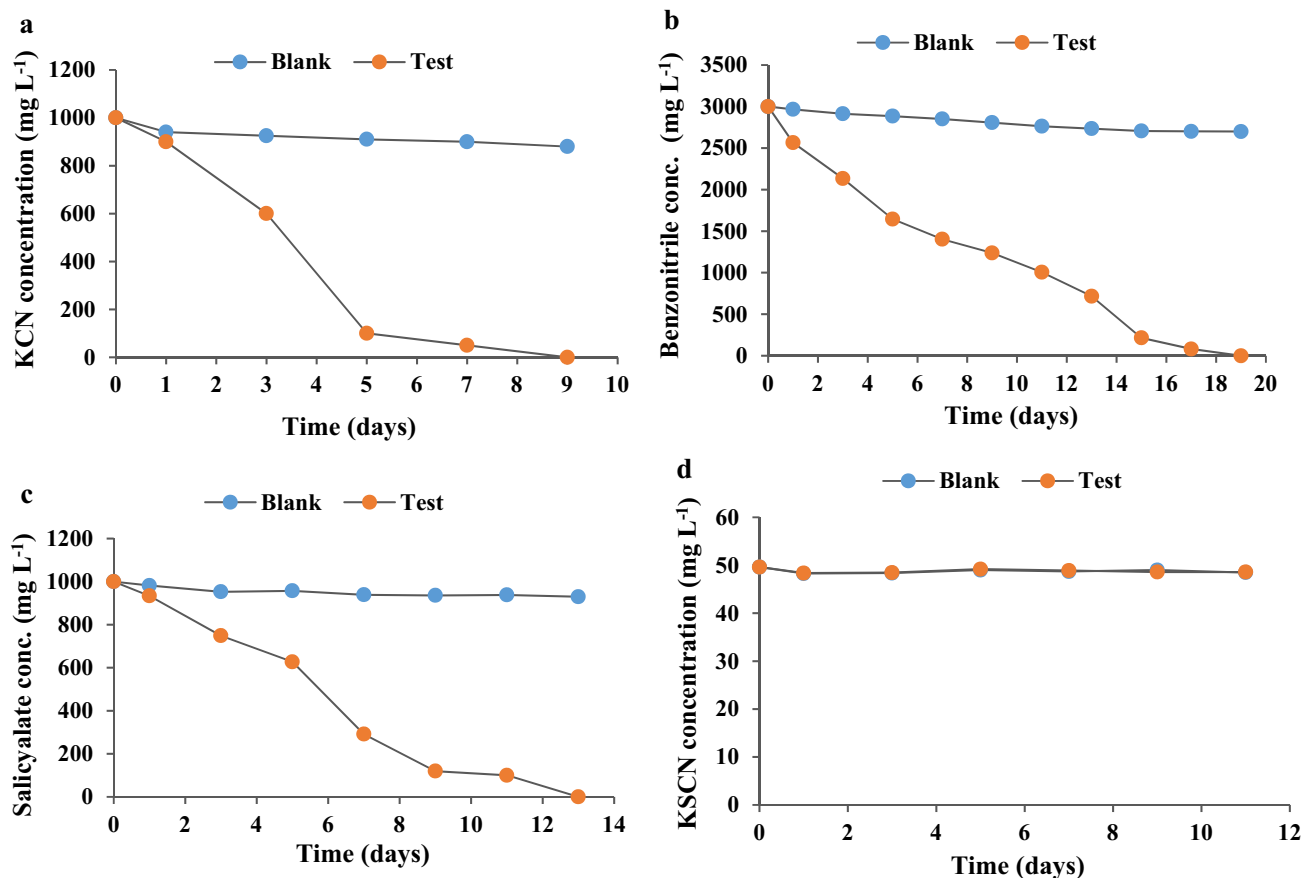 a
Blank Test
KCN concentration (mg L⁻¹)
1200
1000
800
600
400
200
0
0 1 2 3 4 5 6 7 8 9 10
Time (days)
b
Blank Test
Benzonitrile conc. (mg L⁻¹)
3500
3000
2500
2000
1500
1000
500
0
0 2 4 6 8 10 12 14 16 18 20
Time (days)
c
Blank Test
Salicyalate conc. (mg L⁻¹)
1200
1000
800
600
400
200
0
0 2 4 6 8 10 12 14
Time (days)
d
Blank Test
KSCN concentration (mg L⁻¹)
60
50
40
30
20
10
0
0 2 4 6 8 10 12
Time (days)